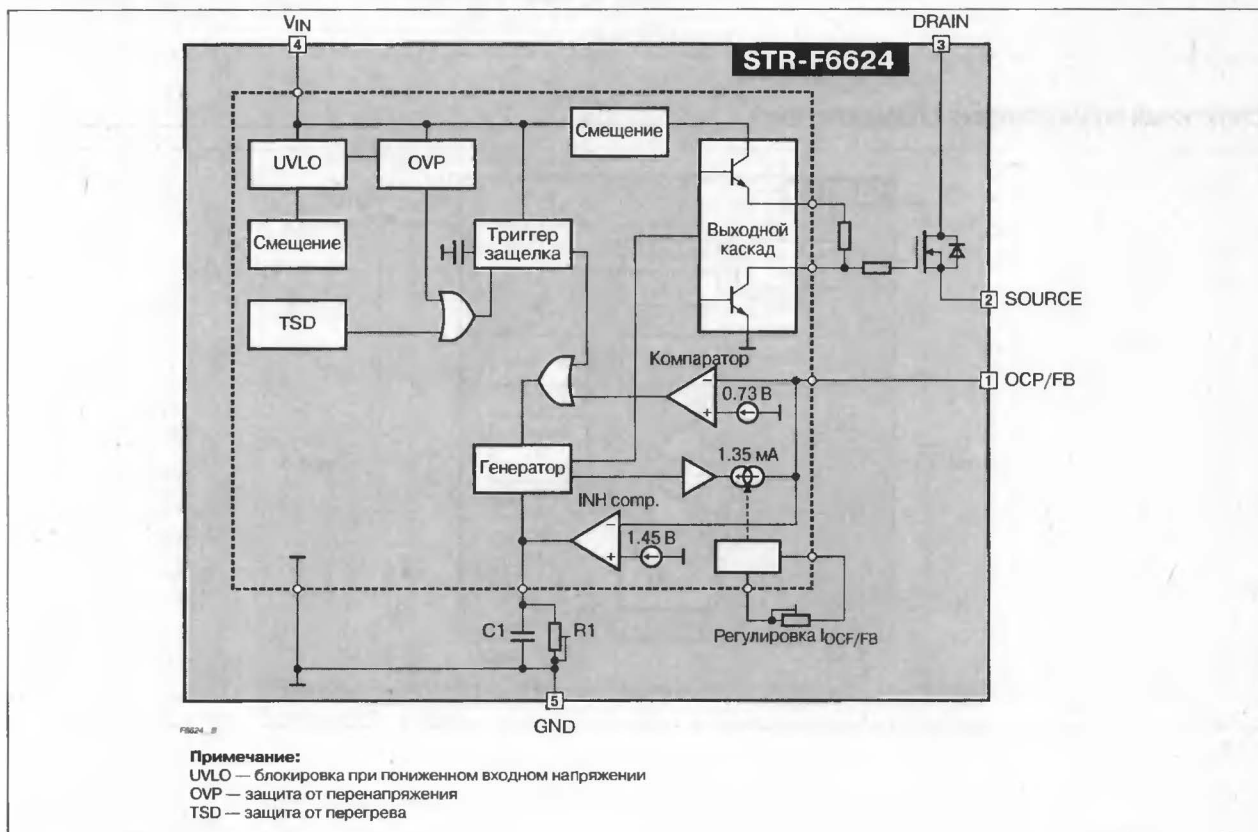 VIN
DRAIN
4
3
STR-F6624
Смещение
UVLO
OVP
Смещение
Триггер
защелка
Выходной
каскад
2 SOURCE
TSD
Компаратор
1 OCP/FB
−
0.73 В
+
1.35 мА
Генератор
INH comp.
−
1.45 В
+
C1
R1
Регулировка IOCF/FB
5
GND
F6624_B
Примечание:
UVLO — блокировка при пониженном входном напряжении
OVP — защита от перенапряжения
TSD — защита от перегрева